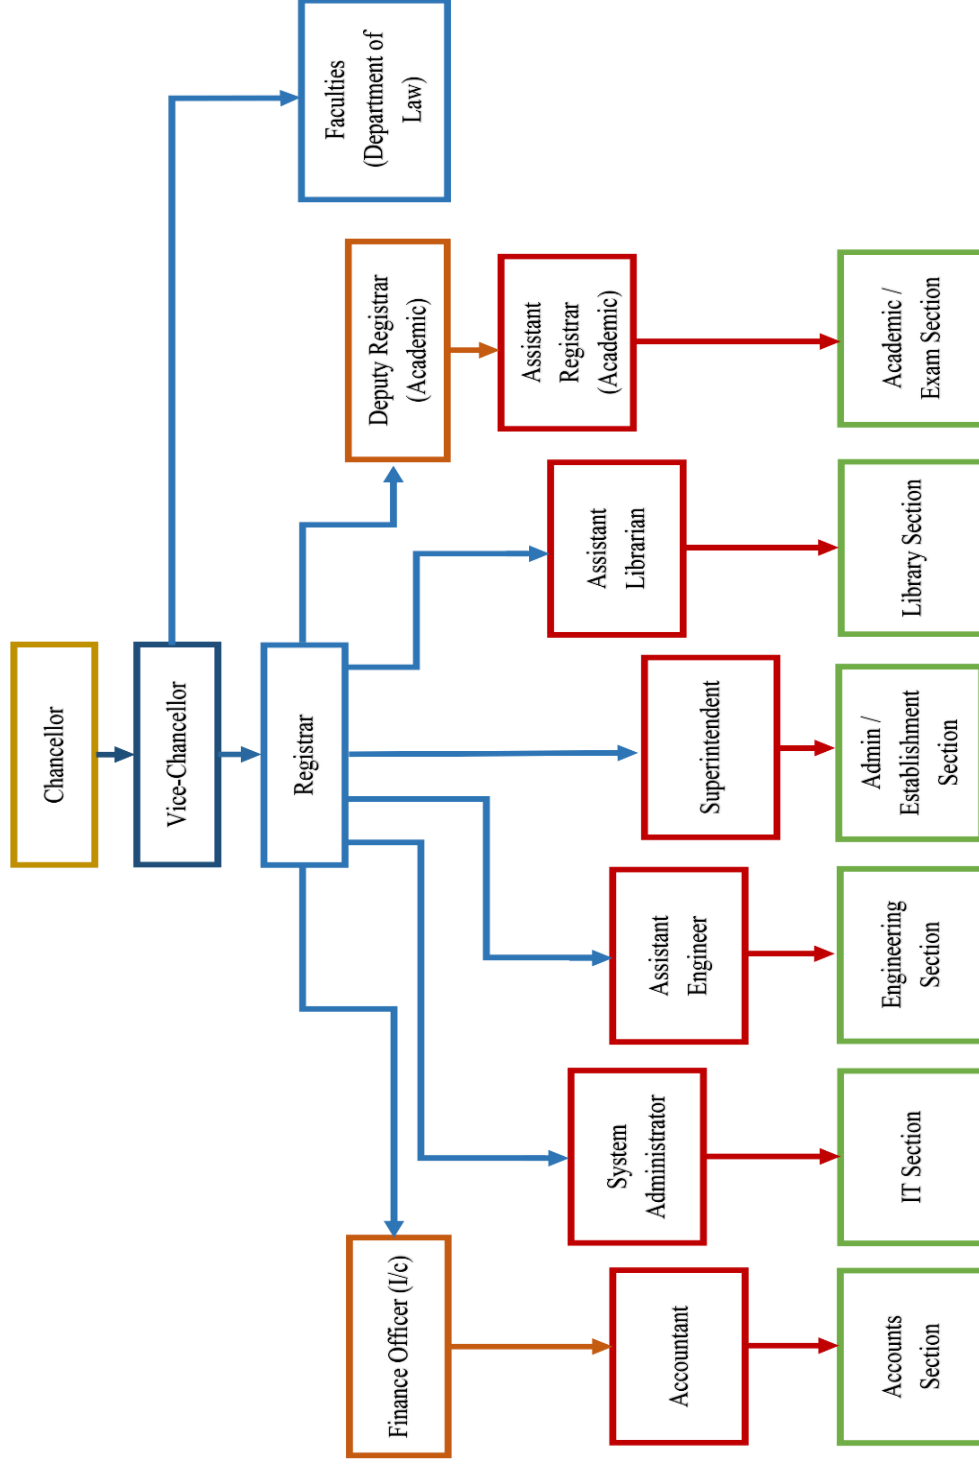 Chancellor
Vice-Chancellor
Registrar
Faculties
(Department of
Law)
Finance Officer (I/c)
Deputy Registrar
(Academic)
Accountant
System
Administrator
Assistant
Engineer
Superintendent
Assistant
Librarian
Assistant
Registrar
(Academic)
Accounts
Section
IT Section
Engineering
Section
Admin /
Establishment
Section
Library Section
Academic /
Exam Section